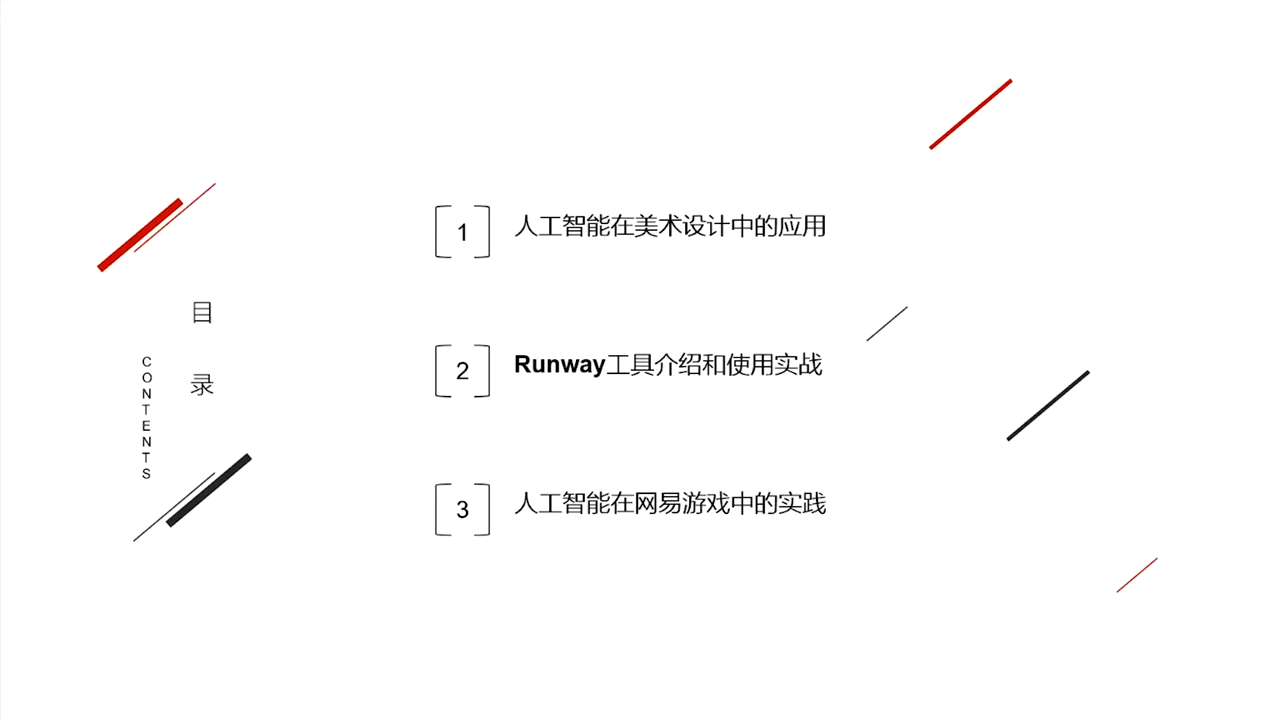 目录
CONTENTS
1 人工智能在美术设计中的应用
2 Runway工具介绍和使用实战
3 人工智能在网易游戏中的实践